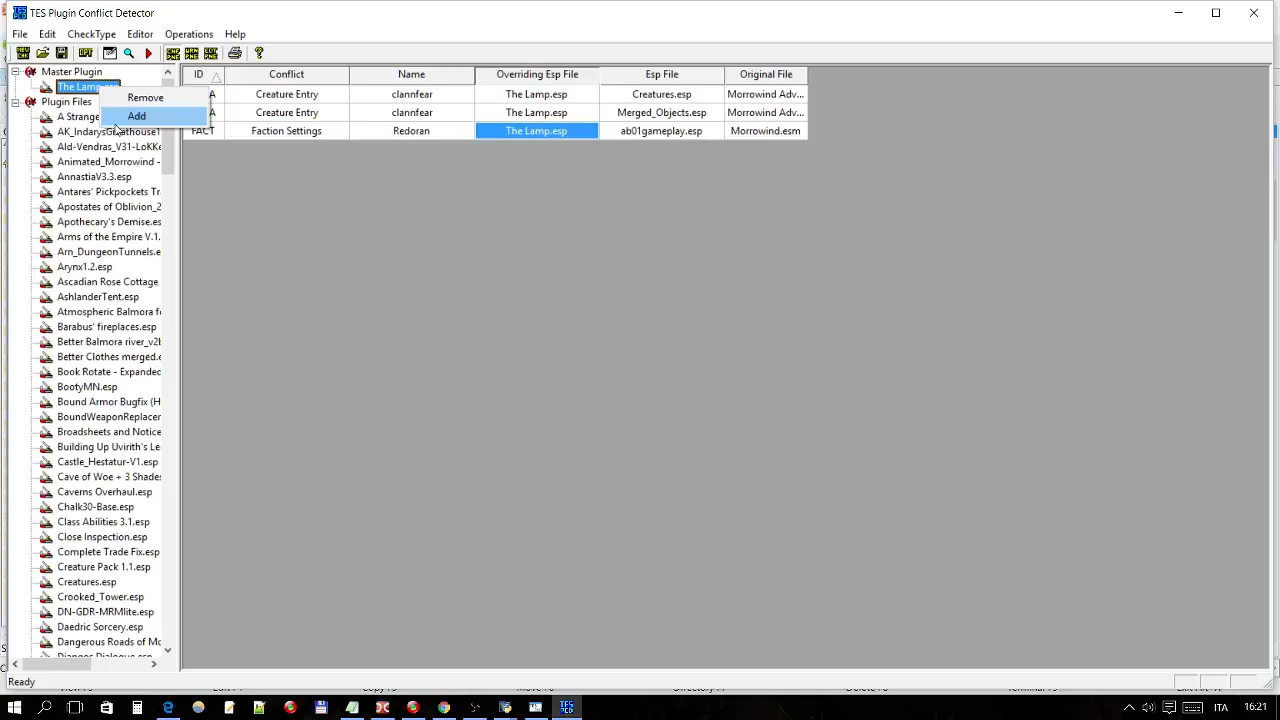 TES Plugin Conflict Detector
File Edit CheckType Editor Operations Help
Master Plugin
The Lamp.esp
Remove
Add
Plugin Files
A Strange
AK_IndarysGreathouse1
Ald-Vendras_V31-LoKKe
Animated_Morrowind -
AnnastiaV3.3.esp
Antares' Pickpockets Tr
Apostates of Oblivion_2
Apothecary's Demise.es
Arms of the Empire V.1.
Arn_DungeonTunnels.e
Arynx1.2.esp
Ascadian Rose Cottage
AshlanderTent.esp
Atmospheric Balmora f
Barabus' fireplaces.esp
Better Balmora river_v2
Better Clothes merged.e
Book Rotate - Expanded
BootyMN.esp
Bound Armor Bugfix (H
BoundWeaponReplacer
Broadsheets and Notice
Building Up Uvirith's Le
Castle_Hestatur-V1.esp
Cave of Woe + 3 Shades
Caverns Overhaul.esp
Chalk30-Base.esp
Class Abilities 3.1.esp
Close Inspection.esp
Complete Trade Fix.esp
Creature Pack 1.1.esp
Creatures.esp
Crooked_Tower.esp
DN-GDR-MRMlite.esp
Daedric Sorcery.esp
Dangerous Roads of Mo
ID Conflict Name Overriding Esp File Esp File Original File
A Creature Entry clannfear The Lamp.esp Creatures.esp Morrowind Adv...
A Creature Entry clannfear The Lamp.esp Merged_Objects.esp Morrowind Adv...
FACT Faction Settings Redoran The Lamp.esp ab01gameplay.esp Morrowind.esm
Ready
ITA 16:21